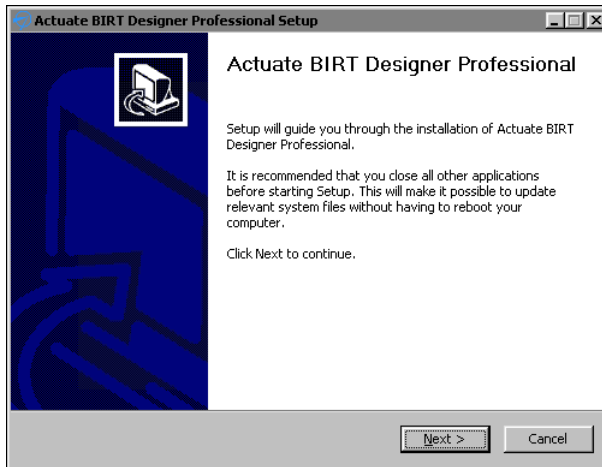 Actuate BIRT Designer Professional Setup
Actuate BIRT Designer Professional
Setup will guide you through the installation of Actuate BIRT
Designer Professional.
It is recommended that you close all other applications
before starting Setup. This will make it possible to update
relevant system files without having to reboot your
computer.
Click Next to continue.
Next >
Cancel